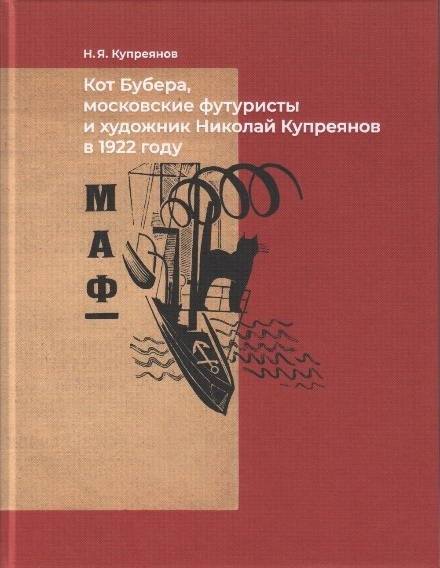 Н. Я. Купреянов
Кот Бубера,
московские футуристы
и художник Николай Купреянов
в 1922 году
М
А
Ф